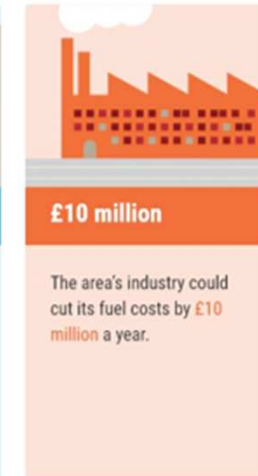 £10 million
The area's industry could
cut its fuel costs by £10
million a year.